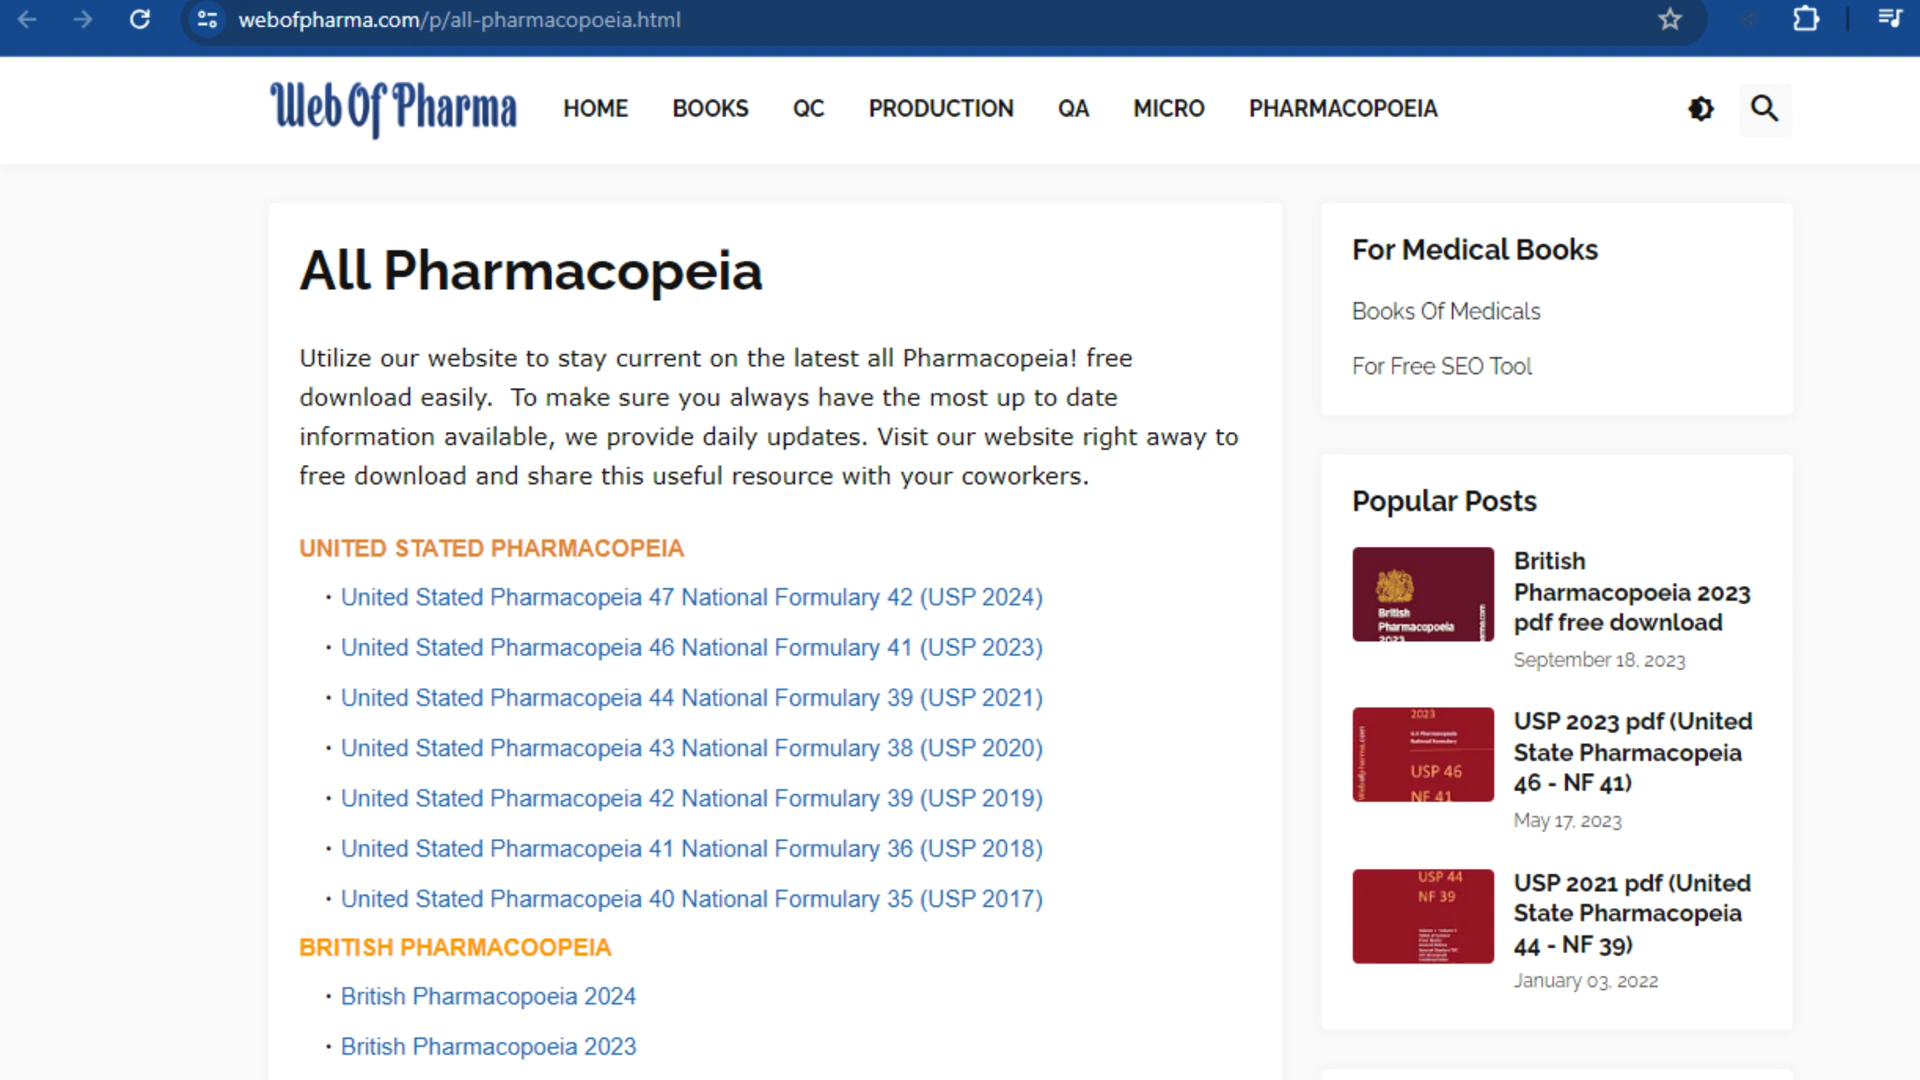 webofpharma.com/p/all-pharmacopoeia.html
Web Of Pharma
HOME BOOKS QC PRODUCTION QA MICRO PHARMACOPOEIA
All Pharmacopeia
Utilize our website to stay current on the latest all Pharmacopeia! free
download easily.  To make sure you always have the most up to date
information available, we provide daily updates. Visit our website right away to
free download and share this useful resource with your coworkers.
UNITED STATED PHARMACOPEIA
• United Stated Pharmacopeia 47 National Formulary 42 (USP 2024)
• United Stated Pharmacopeia 46 National Formulary 41 (USP 2023)
• United Stated Pharmacopeia 44 National Formulary 39 (USP 2021)
• United Stated Pharmacopeia 43 National Formulary 38 (USP 2020)
• United Stated Pharmacopeia 42 National Formulary 39 (USP 2019)
• United Stated Pharmacopeia 41 National Formulary 36 (USP 2018)
• United Stated Pharmacopeia 40 National Formulary 35 (USP 2017)
BRITISH PHARMACOOPEIA
• British Pharmacopoeia 2024
• British Pharmacopoeia 2023
For Medical Books
Books Of Medicals
For Free SEO Tool
Popular Posts
British
Pharmacopoeia
2023
British
Pharmacopoeia 2023
pdf free download
September 18, 2023
2023
USP 46
NF 41
USP 2023 pdf (United
State Pharmacopeia
46 - NF 41)
May 17, 2023
USP 44
NF 39
USP 2021 pdf (United
State Pharmacopeia
44 - NF 39)
January 03, 2022